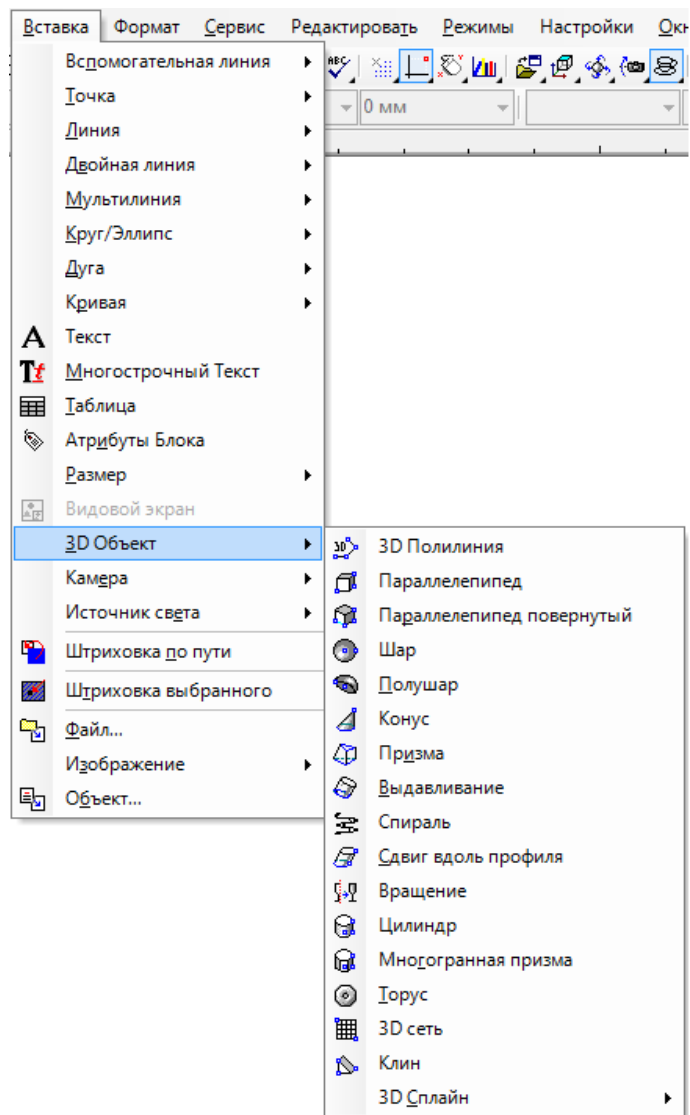 Вставка Формат Сервис Редактировать Режимы Настройки
Вспомогательная линия
Точка
0 мм
Линия
Двойная линия
Мультилиния
Круг/Эллипс
Дуга
Кривая
Текст
Многострочный Текст
Таблица
Атрибуты Блока
Размер
Видовой экран
3D Объект
Камера
Источник света
Штриховка по пути
Штриховка выбранного
Файл...
Изображение
Объект...
3D Полилиния
Параллелепипед
Параллелепипед повернутый
Шар
Полушар
Конус
Призма
Выдавливание
Спираль
Сдвиг вдоль профиля
Вращение
Цилиндр
Многогранная призма
Торус
3D сеть
Клин
3D Сплайн